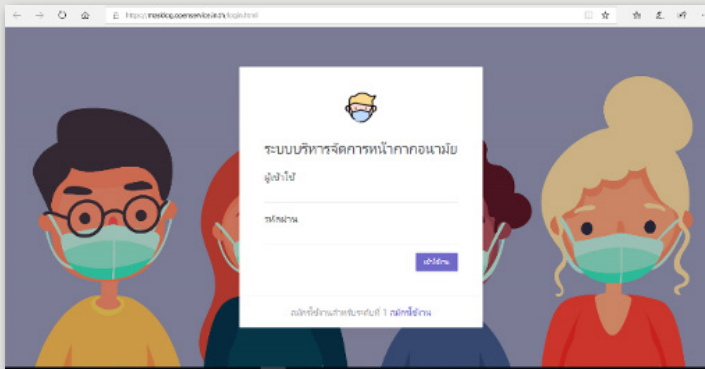 ระบบบริหารจัดการหน้ากากอนามัย
ผู้เข้าใช้
รหัสผ่าน
เข้าใช้งาน
สมัครใช้งานสำหรับระดับที่ 1 สมัครใช้งาน